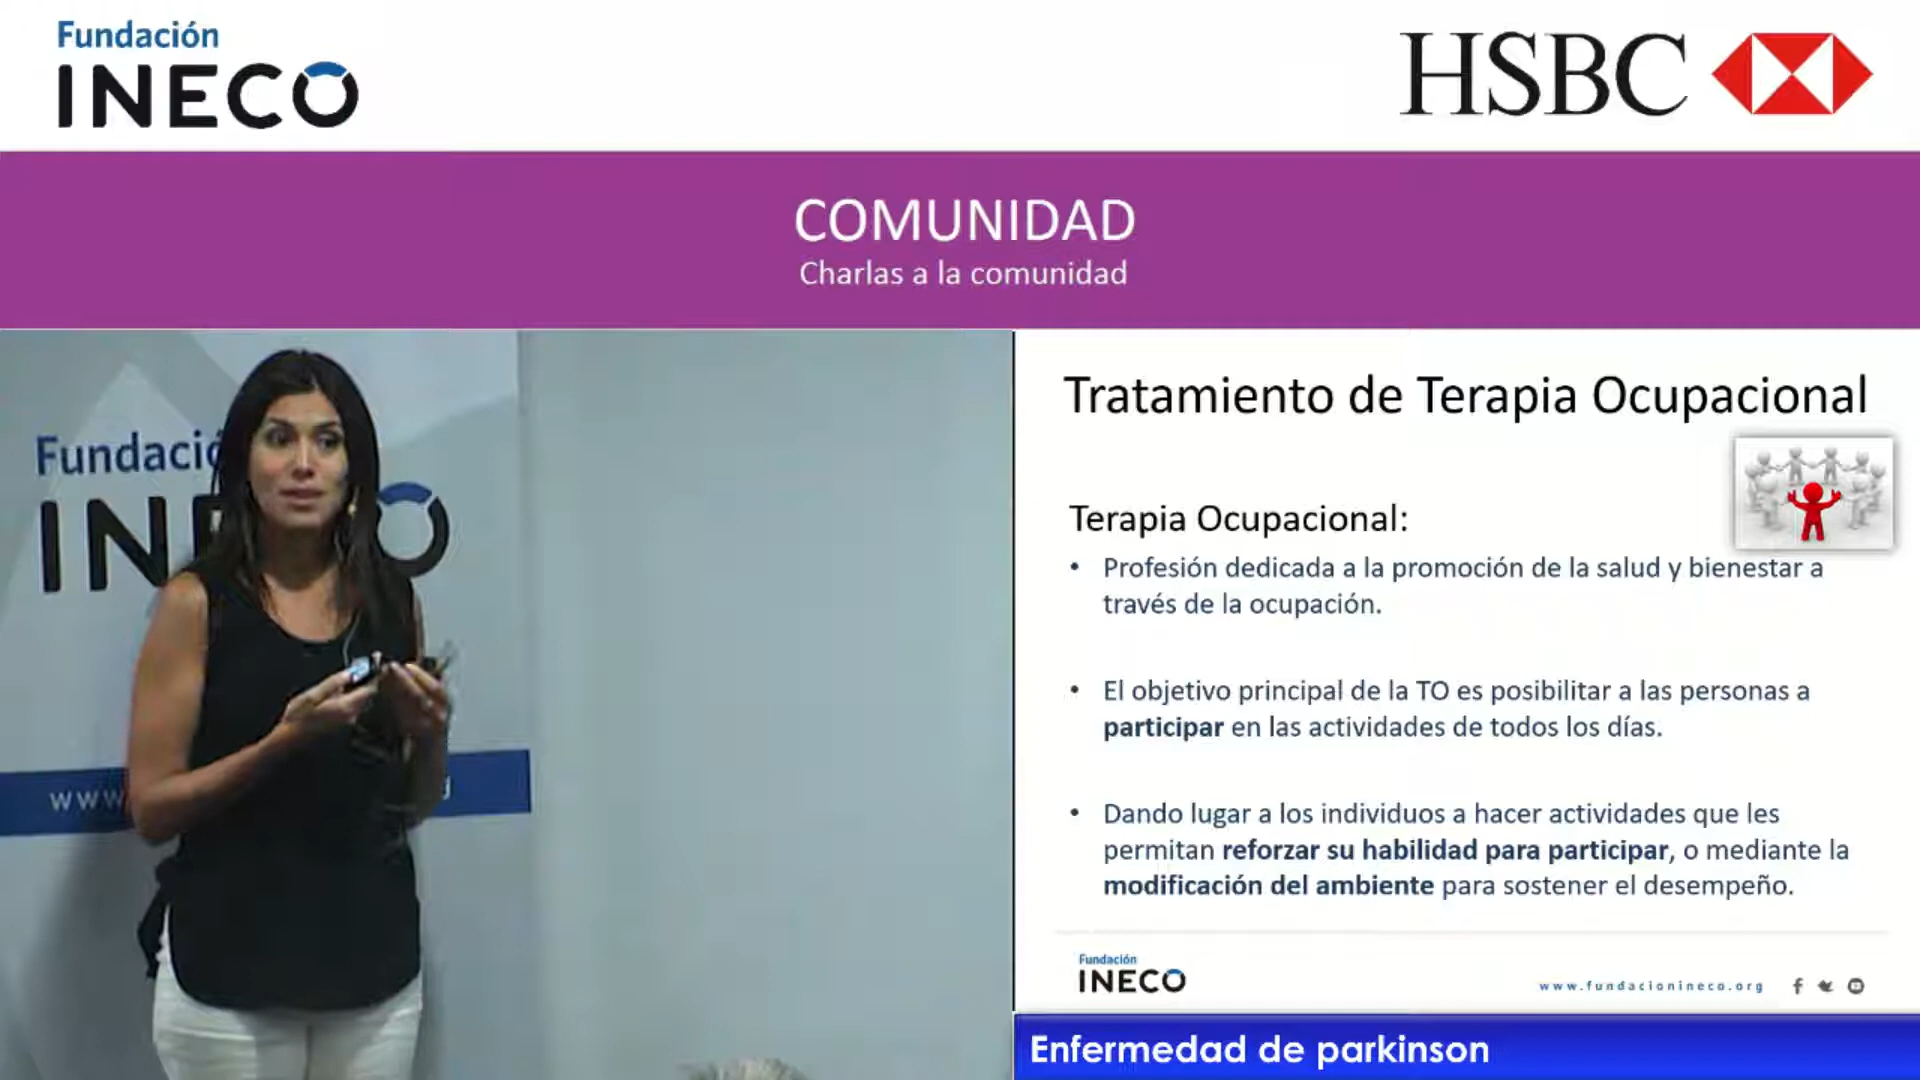 Fundación
INECO
HSBC
COMUNIDAD
Charlas a la comunidad
Tratamiento de Terapia Ocupacional
Terapia Ocupacional:
• Profesión dedicada a la promoción de la salud y bienestar a
través de la ocupación.
• El objetivo principal de la TO es posibilitar a las personas a
participar en las actividades de todos los días.
• Dando lugar a los individuos a hacer actividades que les
permitan reforzar su habilidad para participar, o mediante la
modificación del ambiente para sostener el desempeño.
Fundación
INECO
www.fundacionineco.org
Enfermedad de parkinson